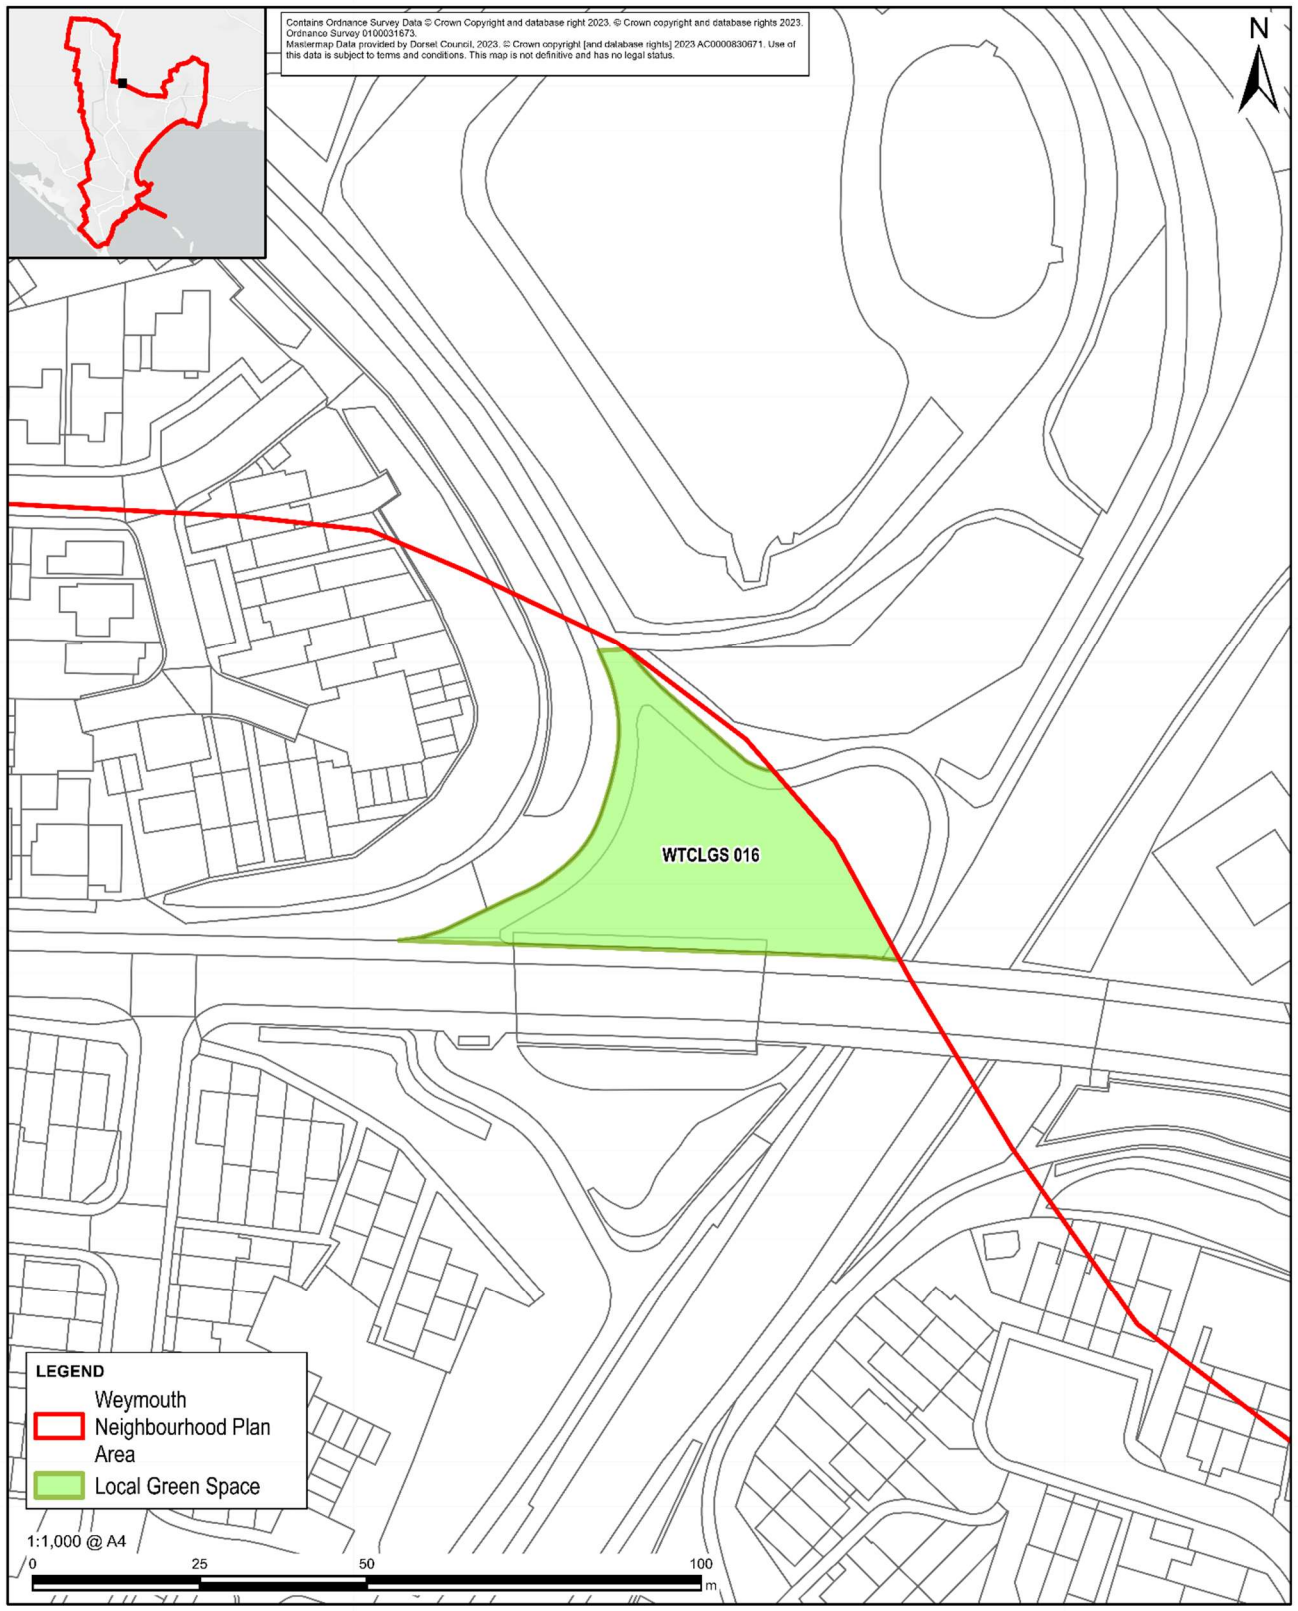 Contains Ordnance Survey Data © Crown Copyright and database right 2023. © Crown copyright and database rights 2023.
Ordnance Survey 0100031673.
Mastermap Data provided by Dorset Council, 2023. © Crown copyright [and database rights] 2023 AC0000830671. Use of
this data is subject to terms and conditions. This map is not definitive and has no legal status.
N
WTCLGS 016
LEGEND
Weymouth
Neighbourhood Plan
Area
Local Green Space
1:1,000 @ A4
0 25 50 100
m